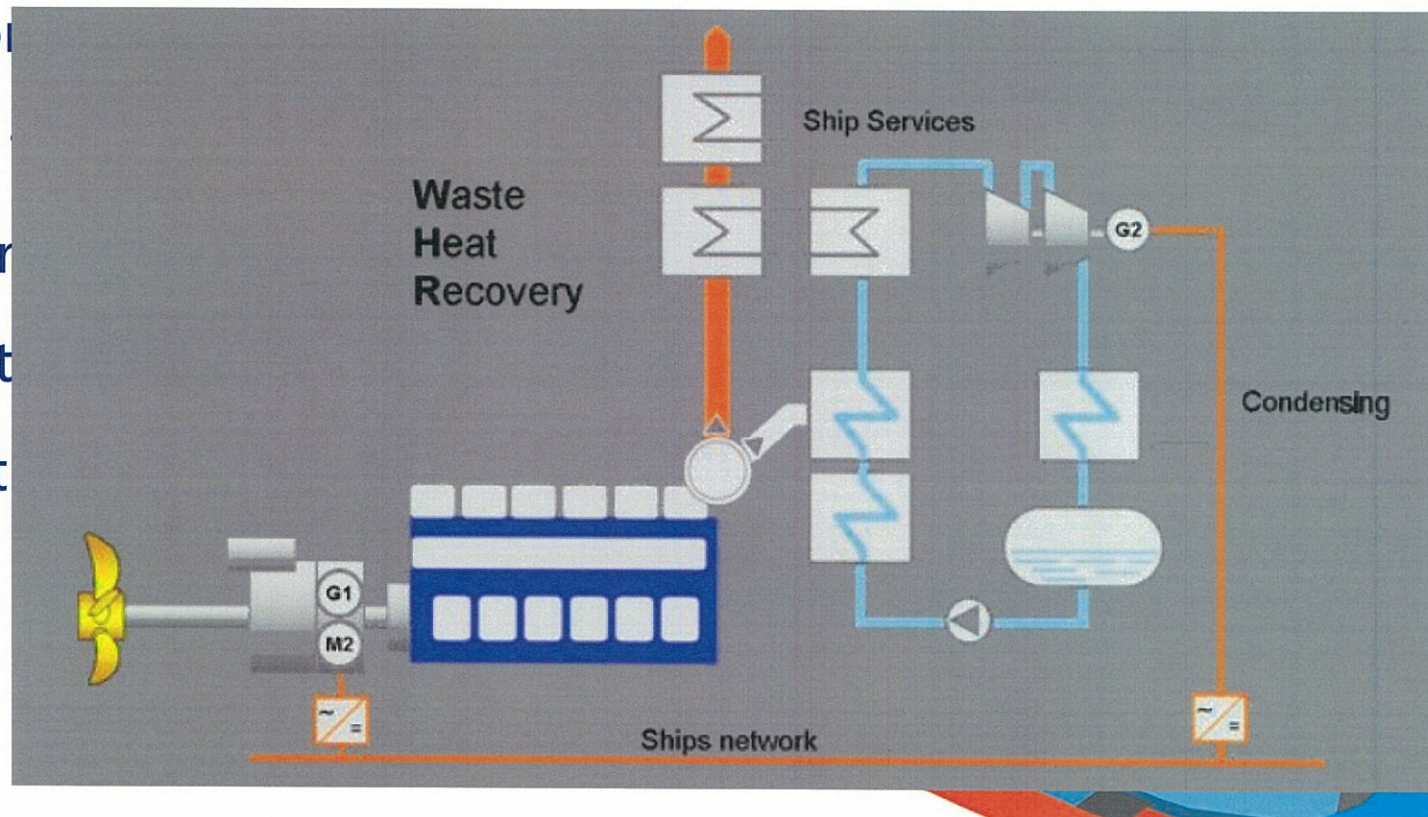 Ship Services
Waste
Heat
Recovery
G2
Condensing
G1
M2
~
=
~
=
Ships network